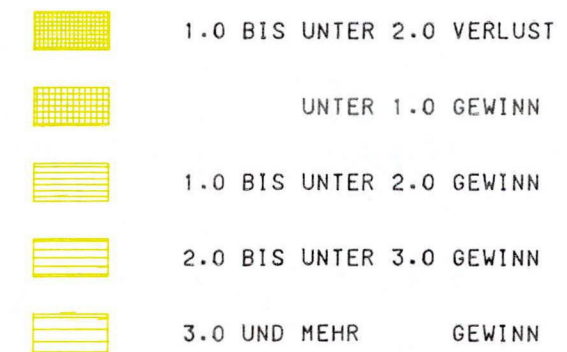 1.0 BIS UNTER 2.0 VERLUST
UNTER 1.0 GEWINN
1.0 BIS UNTER 2.0 GEWINN
2.0 BIS UNTER 3.0 GEWINN
3.0 UND MEHR GEWINN